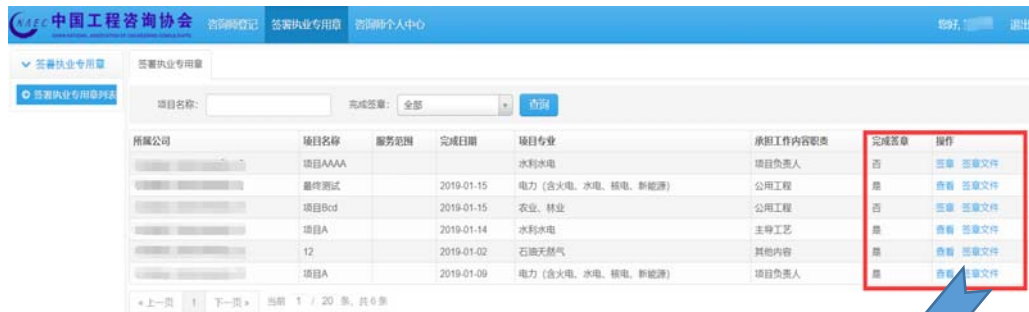 NAEC 中国工程咨询协会 咨询师登记 签署执业专用章 咨询师个人中心 您好, 退出
签署执业专用章 签署执业专用章
签署执业专用章列表
项目名称: 完成签章: 全部 查询
所属公司 项目名称 服务范围 完成日期 项目专业 承担工作内容职责 完成签章 操作
项目AAAA 水利水电 项目负责人 否 签章 签章文件
最终测试 2019-01-15 电力（含火电、水电、核电、新能源） 公用工程 是 查看 签章文件
项目Bcd 2019-01-15 农业、林业 公用工程 否 签章 签章文件
项目A 2019-01-14 水利水电 主导工艺 是 查看 签章文件
12 2019-01-02 石油天然气 其他内容 是 查看 签章文件
项目A 2019-01-09 电力（含火电、水电、核电、新能源） 项目负责人 是 查看 签章文件
«上一页 1 下一页» 当前 1 / 20 条, 共6条